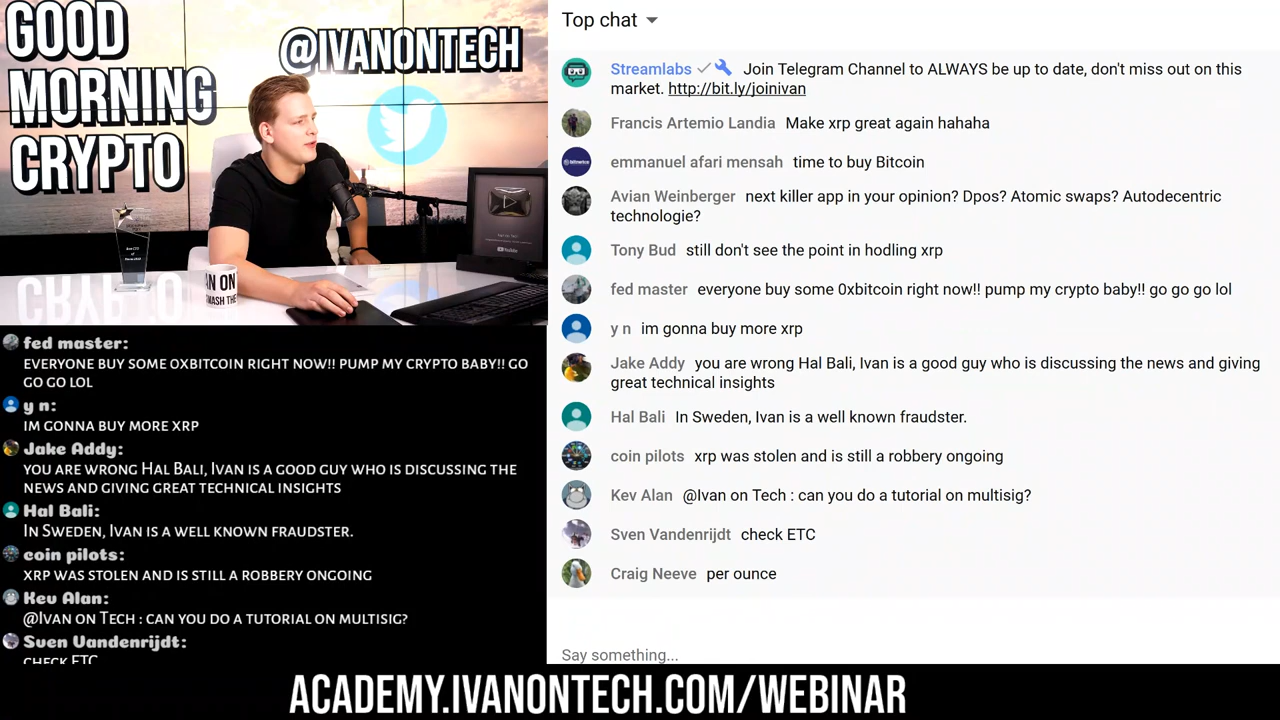 GOOD
MORNING
CRYPTO
@IVANONTECH
AN ON
SMASH THE
YouTube
fed master:
EVERYONE BUY SOME 0XBITCOIN RIGHT NOW!! PUMP MY CRYPTO BABY!! GO
GO GO LOL
y n:
IM GONNA BUY MORE XRP
Jake Addy:
YOU ARE WRONG HAL BALI, IVAN IS A GOOD GUY WHO IS DISCUSSING THE
NEWS AND GIVING GREAT TECHNICAL INSIGHTS
Hal Bali:
IN SWEDEN, IVAN IS A WELL KNOWN FRAUDSTER.
coin pilots:
XRP WAS STOLEN AND IS STILL A ROBBERY ONGOING
Kev Alan:
@IVAN ON TECH : CAN YOU DO A TUTORIAL ON MULTISIG?
Sven Vandenrijdt:
CHECK ETC
Top chat
Streamlabs Join Telegram Channel to ALWAYS be up to date, don't miss out on this
market. http://bit.ly/joinivan
Francis Artemio Landia Make xrp great again hahaha
emmanuel afari mensah time to buy Bitcoin
Avian Weinberger next killer app in your opinion? Dpos? Atomic swaps? Autodecentric
technologie?
Tony Bud still don't see the point in hodling xrp
fed master everyone buy some 0xbitcoin right now!! pump my crypto baby!! go go go lol
y n im gonna buy more xrp
Jake Addy you are wrong Hal Bali, Ivan is a good guy who is discussing the news and giving
great technical insights
Hal Bali In Sweden, Ivan is a well known fraudster.
coin pilots xrp was stolen and is still a robbery ongoing
Kev Alan @Ivan on Tech : can you do a tutorial on multisig?
Sven Vandenrijdt check ETC
Craig Neeve per ounce
Say something...
ACADEMY.IVANONTECH.COM/WEBINAR